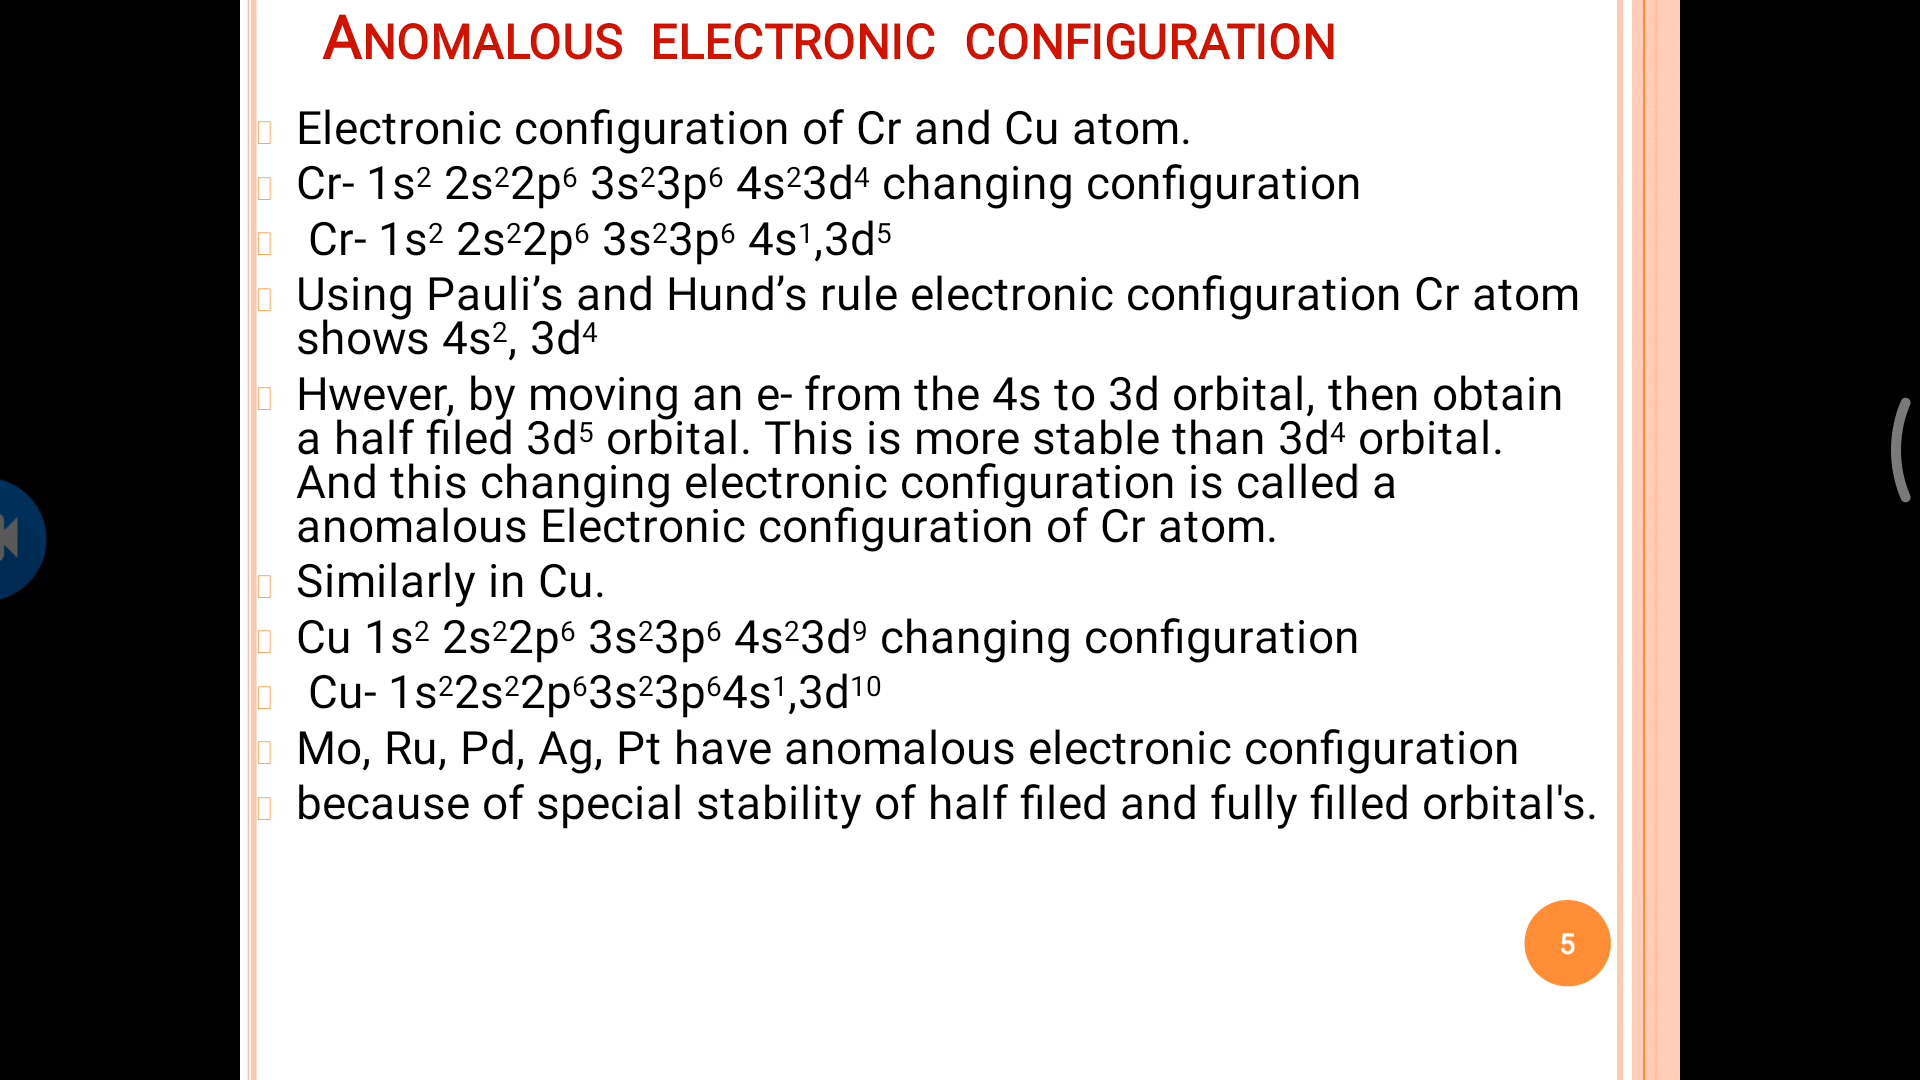 ANOMALOUS ELECTRONIC CONFIGURATION
Electronic configuration of Cr and Cu atom.
Cr- 1s² 2s²2p⁶ 3s²3p⁶ 4s²3d⁴ changing configuration
Cr- 1s² 2s²2p⁶ 3s²3p⁶ 4s¹,3d⁵
Using Pauli’s and Hund’s rule electronic configuration Cr atom
shows 4s², 3d⁴
Hwever, by moving an e- from the 4s to 3d orbital, then obtain
a half filed 3d⁵ orbital. This is more stable than 3d⁴ orbital.
And this changing electronic configuration is called a
anomalous Electronic configuration of Cr atom.
Similarly in Cu.
Cu 1s² 2s²2p⁶ 3s²3p⁶ 4s²3d⁹ changing configuration
Cu- 1s²2s²2p⁶3s²3p⁶4s¹,3d¹⁰
Mo, Ru, Pd, Ag, Pt have anomalous electronic configuration
because of special stability of half filed and fully filled orbital's.
5